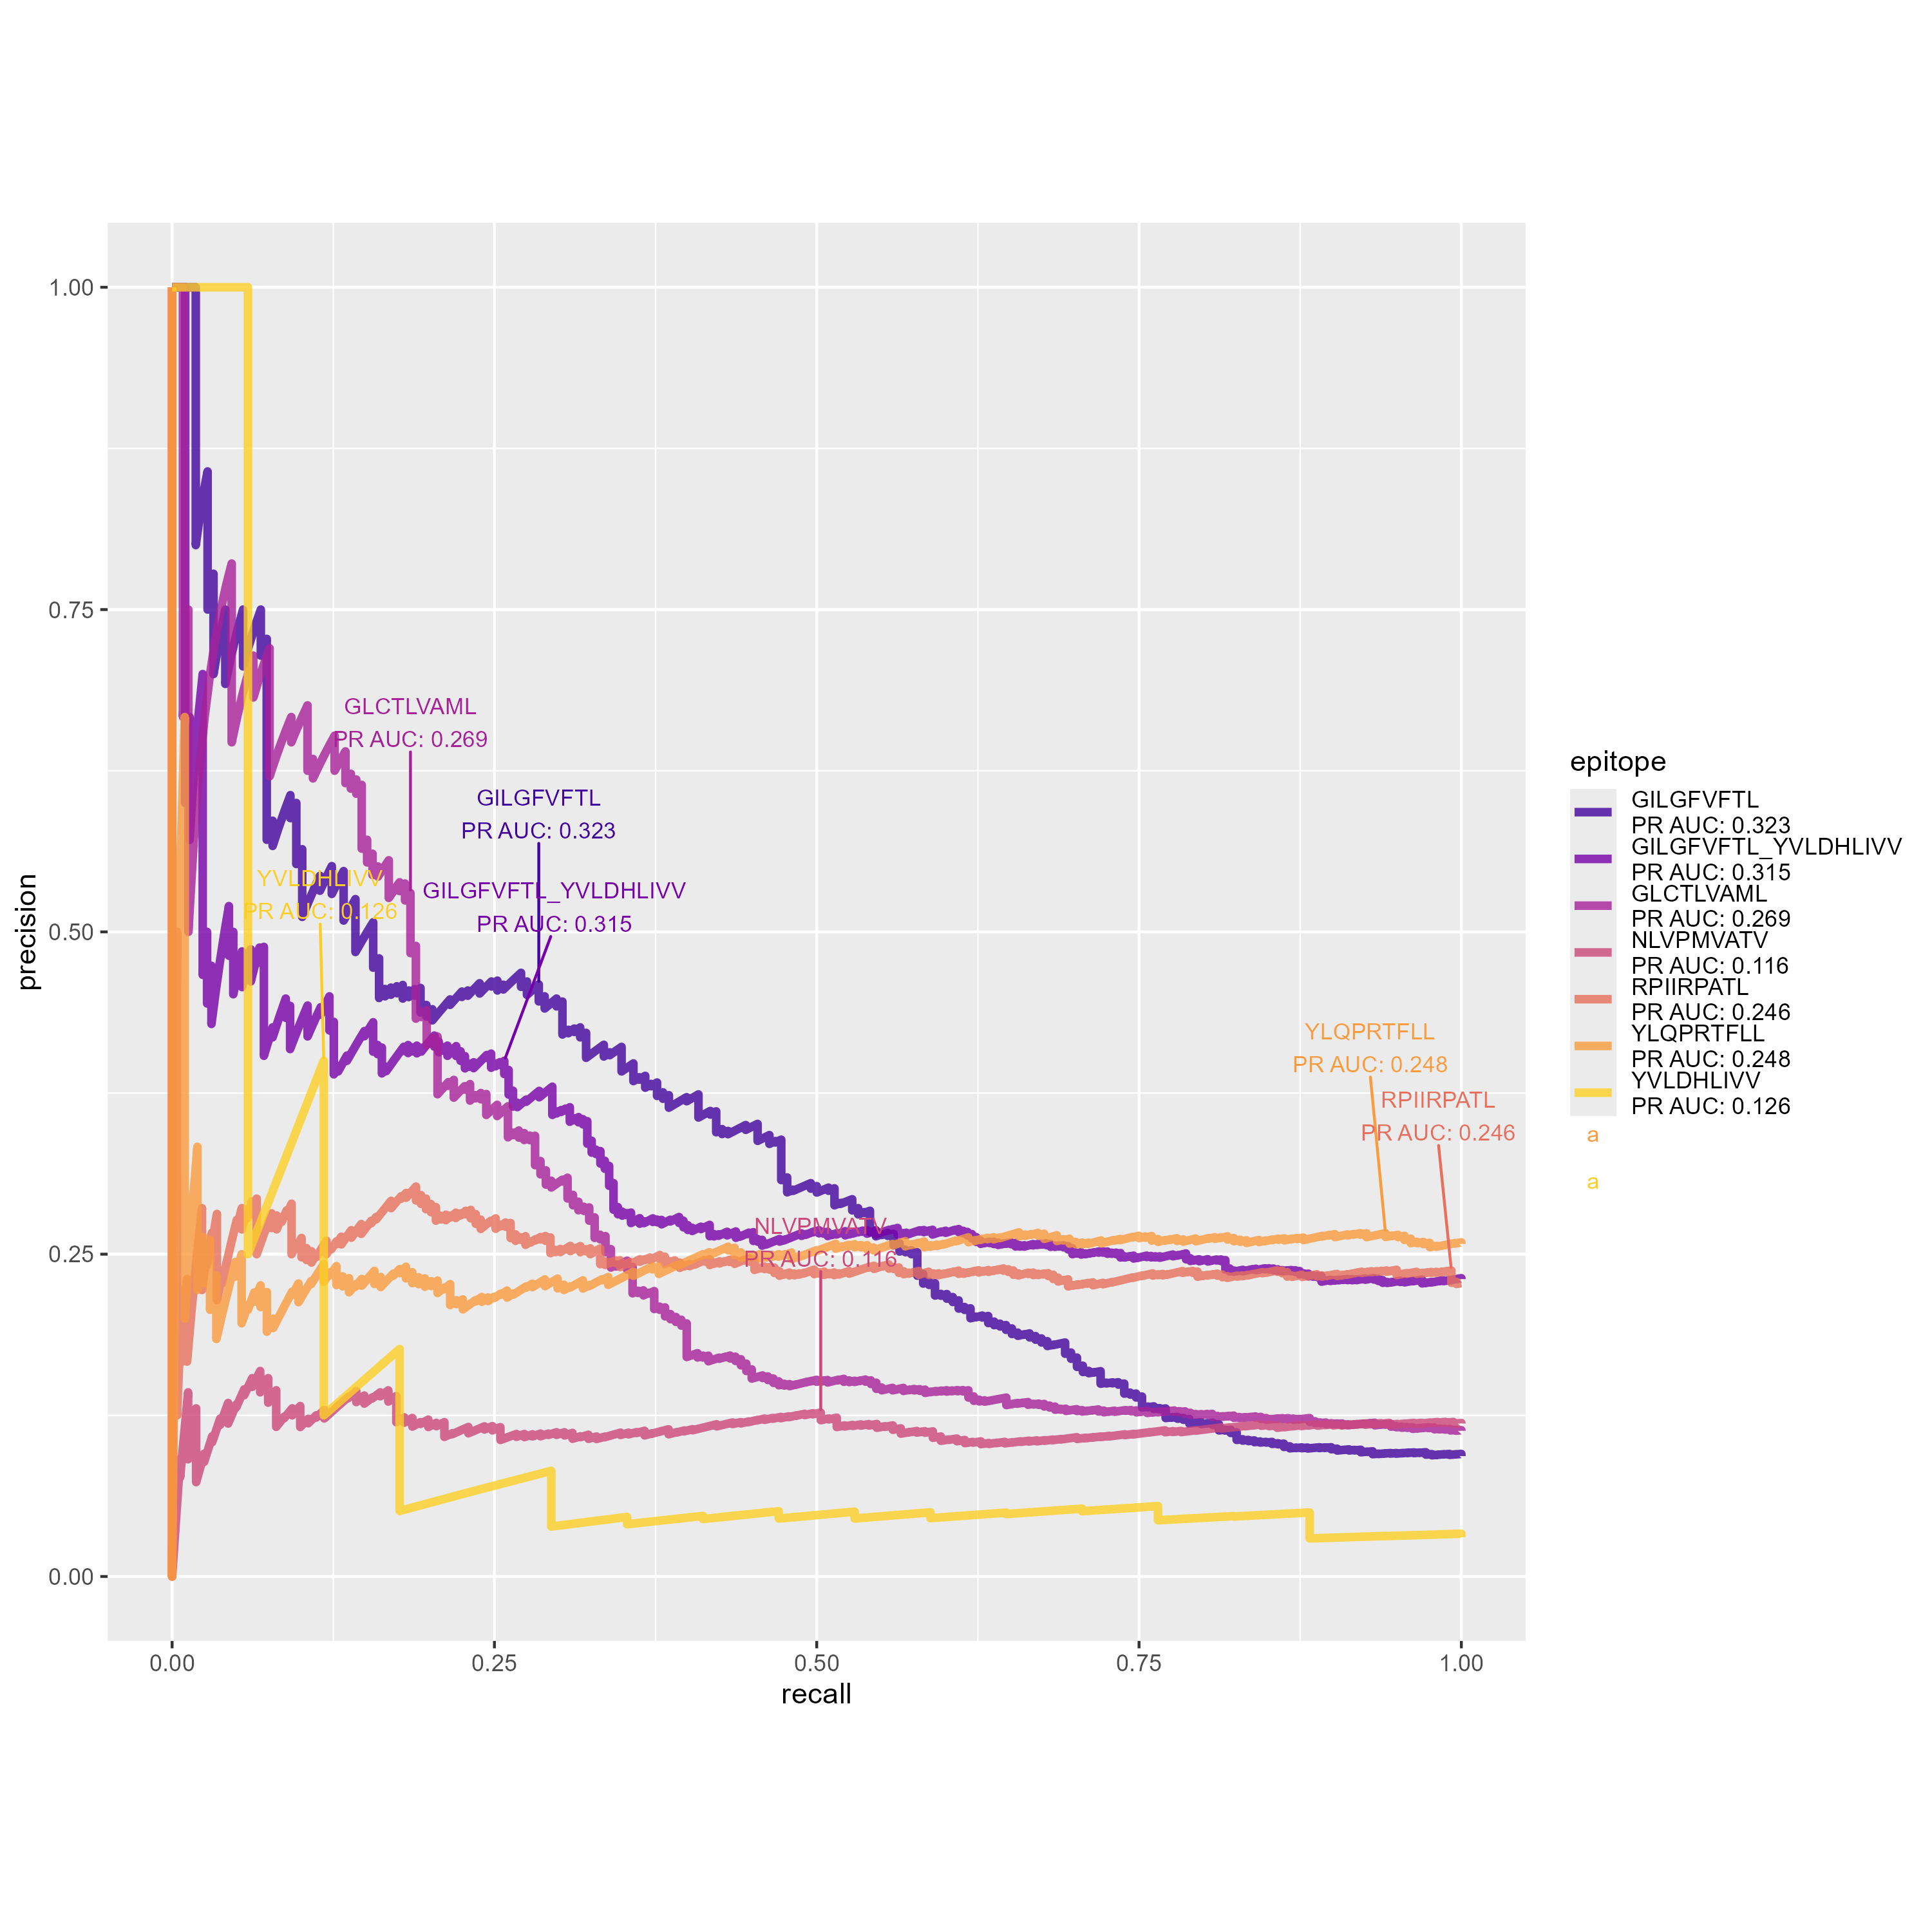 1.00
0.75
0.50
0.25
0.00
precision
0.00
0.25
0.50
0.75
1.00
recall
GLCTLVAML
PR AUC: 0.269
GILGFVFTL
PR AUC: 0.323
YVLDHLIVV
PR AUC: 0.126
GILGFVFTL_YVLDHLIVV
PR AUC: 0.315
YLQPRTFLL
PR AUC: 0.248
RPIIRPATL
PR AUC: 0.246
NLVPMVATV
PR AUC: 0.116
epitope
GILGFVFTL
PR AUC: 0.323
GILGFVFTL_YVLDHLIVV
PR AUC: 0.315
GLCTLVAML
PR AUC: 0.269
NLVPMVATV
PR AUC: 0.116
RPIIRPATL
PR AUC: 0.246
YLQPRTFLL
PR AUC: 0.248
YVLDHLIVV
PR AUC: 0.126
a
a